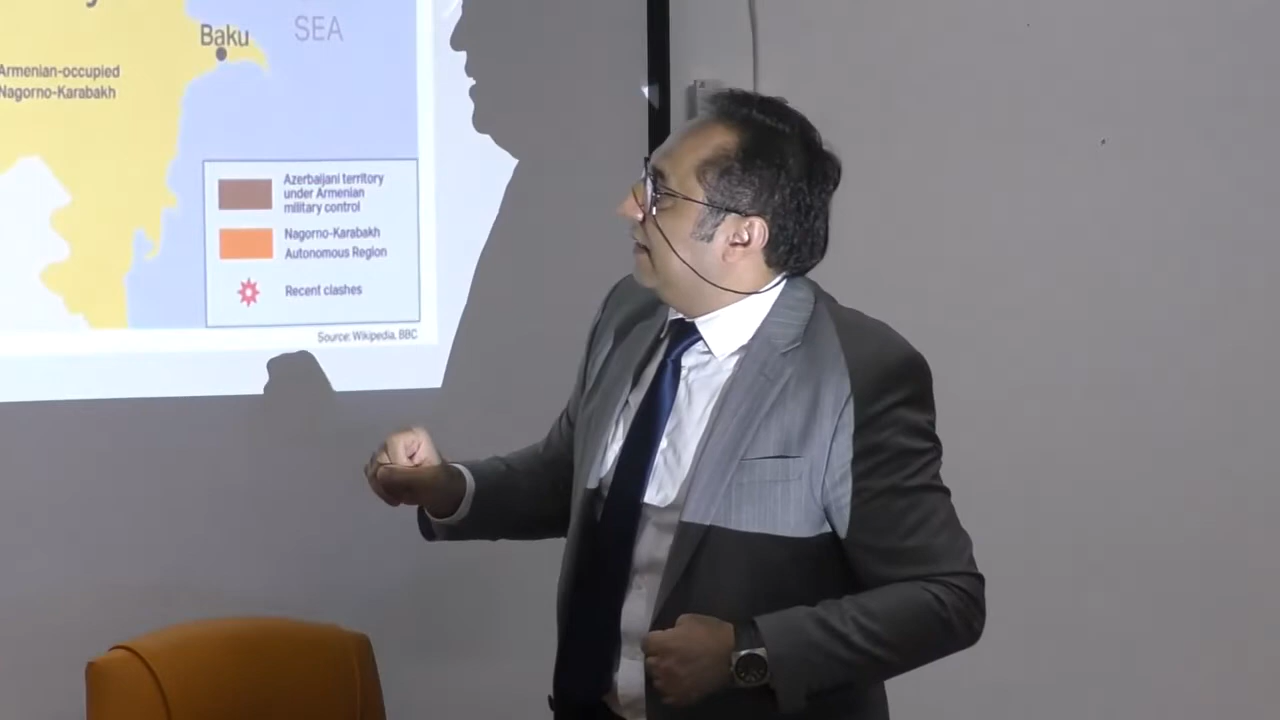 Baku
SEA
Armenian-occupied
Nagorno-Karabakh
Azerbaijani territory
under Armenian
military control
Nagorno-Karabakh
Autonomous Region
Recent clashes
Source: Wikipedia, BBC